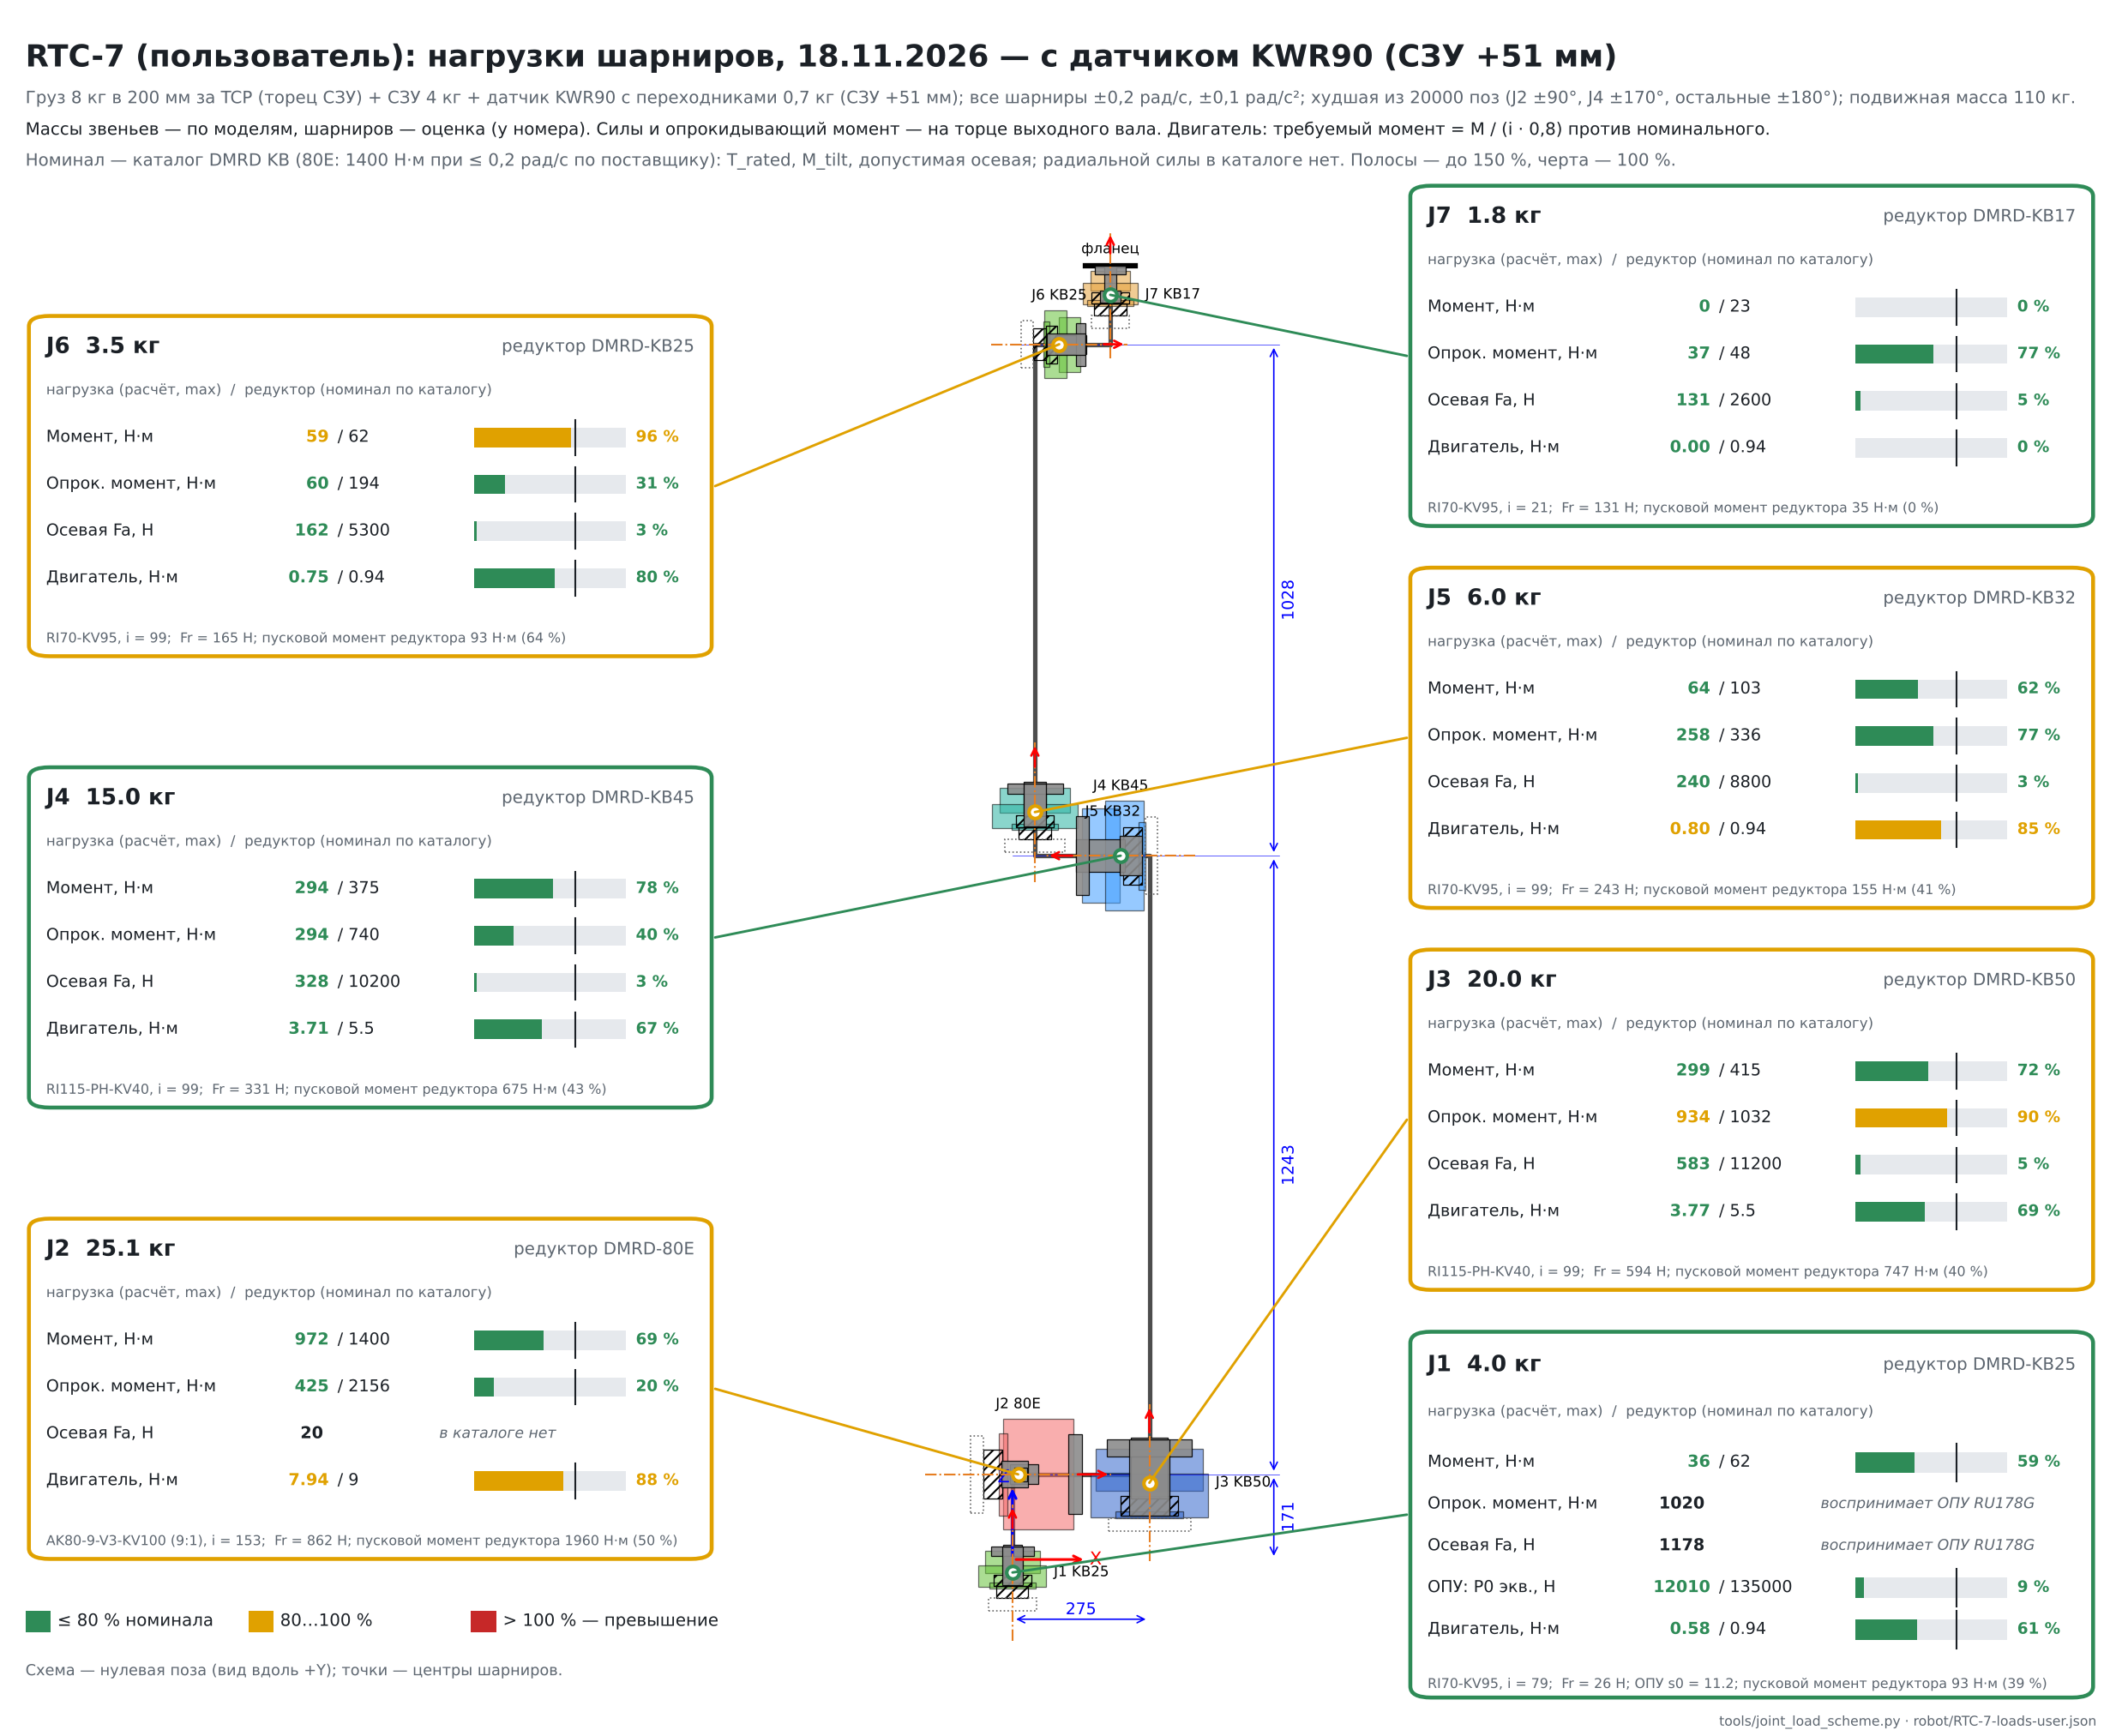 RTC-7 (пользователь): нагрузки шарниров, 18.11.2026 — с датчиком KWR90 (СЗУ +51 мм)
Груз 8 кг в 200 мм за TCP (торец СЗУ) + СЗУ 4 кг + датчик KWR90 с переходниками 0,7 кг (СЗУ +51 мм); все шарниры ±0,2 рад/с, ±0,1 рад/с²; худшая из 20000 поз (J2 ±90°, J4 ±170°, остальные ±180°); подвижная масса 110 кг.
Массы звеньев — по моделям, шарниров — оценка (у номера). Силы и опрокидывающий момент — на торце выходного вала. Двигатель: требуемый момент = M / (i · 0,8) против номинального.
Номинал — каталог DMRD KB (80E: 1400 Н·м при ≤ 0,2 рад/с по поставщику): T_rated, M_tilt, допустимая осевая; радиальной силы в каталоге нет. Полосы — до 150 %, черта — 100 %.
J6 3.5 кг
редуктор DMRD-KB25
нагрузка (расчёт, max) / редуктор (номинал по каталогу)
Момент, Н·м 59 / 62 96 %
Опрок. момент, Н·м 60 / 194 31 %
Осевая Fa, Н 162 / 5300 3 %
Двигатель, Н·м 0.75 / 0.94 80 %
RI70-KV95, i = 99; Fr = 165 Н; пусковой момент редуктора 93 Н·м (64 %)
J4 15.0 кг
редуктор DMRD-KB45
нагрузка (расчёт, max) / редуктор (номинал по каталогу)
Момент, Н·м 294 / 375 78 %
Опрок. момент, Н·м 294 / 740 40 %
Осевая Fa, Н 328 / 10200 3 %
Двигатель, Н·м 3.71 / 5.5 67 %
RI115-PH-KV40, i = 99; Fr = 331 Н; пусковой момент редуктора 675 Н·м (43 %)
J2 25.1 кг
редуктор DMRD-80E
нагрузка (расчёт, max) / редуктор (номинал по каталогу)
Момент, Н·м 972 / 1400 69 %
Опрок. момент, Н·м 425 / 2156 20 %
Осевая Fa, Н 20 в каталоге нет
Двигатель, Н·м 7.94 / 9 88 %
AK80-9-V3-KV100 (9:1), i = 153; Fr = 862 Н; пусковой момент редуктора 1960 Н·м (50 %)
≤ 80 % номинала
80…100 %
> 100 % — превышение
Схема — нулевая поза (вид вдоль +Y); точки — центры шарниров.
фланец
J6 KB25
J7 KB17
1028
J4 KB45
J5 KB32
1243
J2 80E
J3 KB50
Z
171
X
J1 KB25
275
J7 1.8 кг
редуктор DMRD-KB17
нагрузка (расчёт, max) / редуктор (номинал по каталогу)
Момент, Н·м 0 / 23 0 %
Опрок. момент, Н·м 37 / 48 77 %
Осевая Fa, Н 131 / 2600 5 %
Двигатель, Н·м 0.00 / 0.94 0 %
RI70-KV95, i = 21; Fr = 131 Н; пусковой момент редуктора 35 Н·м (0 %)
J5 6.0 кг
редуктор DMRD-KB32
нагрузка (расчёт, max) / редуктор (номинал по каталогу)
Момент, Н·м 64 / 103 62 %
Опрок. момент, Н·м 258 / 336 77 %
Осевая Fa, Н 240 / 8800 3 %
Двигатель, Н·м 0.80 / 0.94 85 %
RI70-KV95, i = 99; Fr = 243 Н; пусковой момент редуктора 155 Н·м (41 %)
J3 20.0 кг
редуктор DMRD-KB50
нагрузка (расчёт, max) / редуктор (номинал по каталогу)
Момент, Н·м 299 / 415 72 %
Опрок. момент, Н·м 934 / 1032 90 %
Осевая Fa, Н 583 / 11200 5 %
Двигатель, Н·м 3.77 / 5.5 69 %
RI115-PH-KV40, i = 99; Fr = 594 Н; пусковой момент редуктора 747 Н·м (40 %)
J1 4.0 кг
редуктор DMRD-KB25
нагрузка (расчёт, max) / редуктор (номинал по каталогу)
Момент, Н·м 36 / 62 59 %
Опрок. момент, Н·м 1020 воспринимает ОПУ RU178G
Осевая Fa, Н 1178 воспринимает ОПУ RU178G
ОПУ: P0 экв., Н 12010 / 135000 9 %
Двигатель, Н·м 0.58 / 0.94 61 %
RI70-KV95, i = 79; Fr = 26 Н; ОПУ s0 = 11.2; пусковой момент редуктора 93 Н·м (39 %)
tools/joint_load_scheme.py · robot/RTC-7-loads-user.json